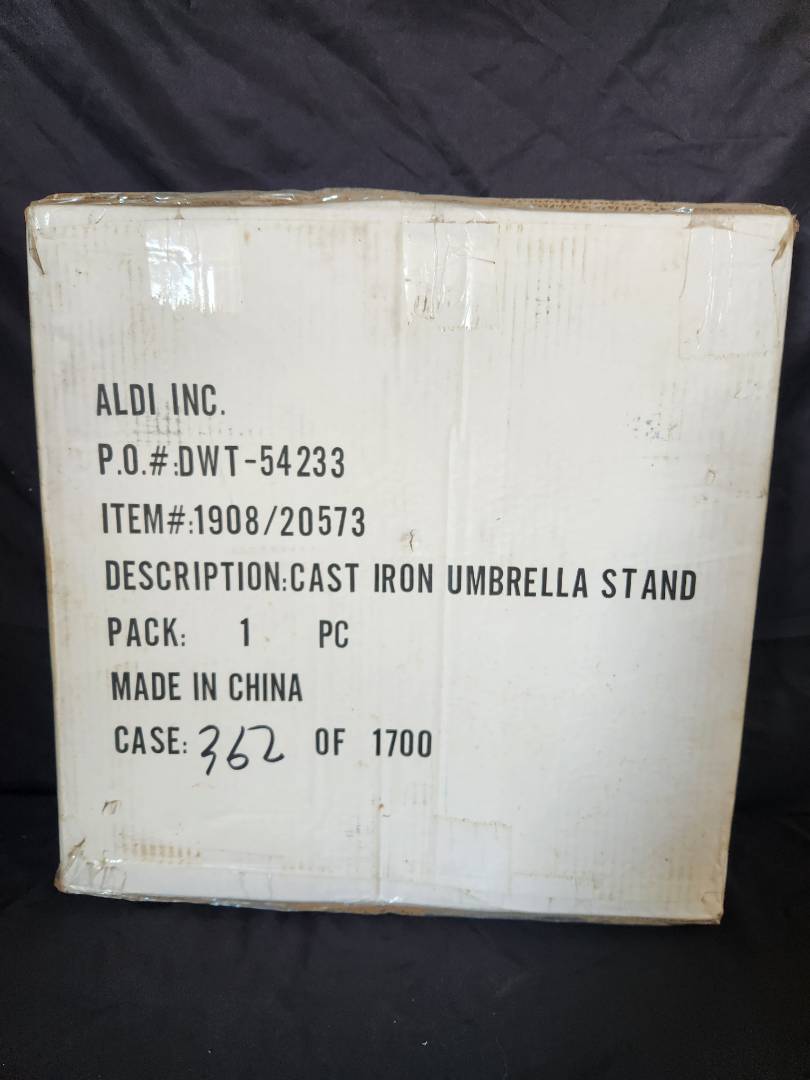 ALDI INC.
P.O.#:DWT-54233
ITEM#:1908/20573
DESCRIPTION:CAST IRON UMBRELLA STAND
PACK: 1 PC
MADE IN CHINA
CASE: 362 OF 1700